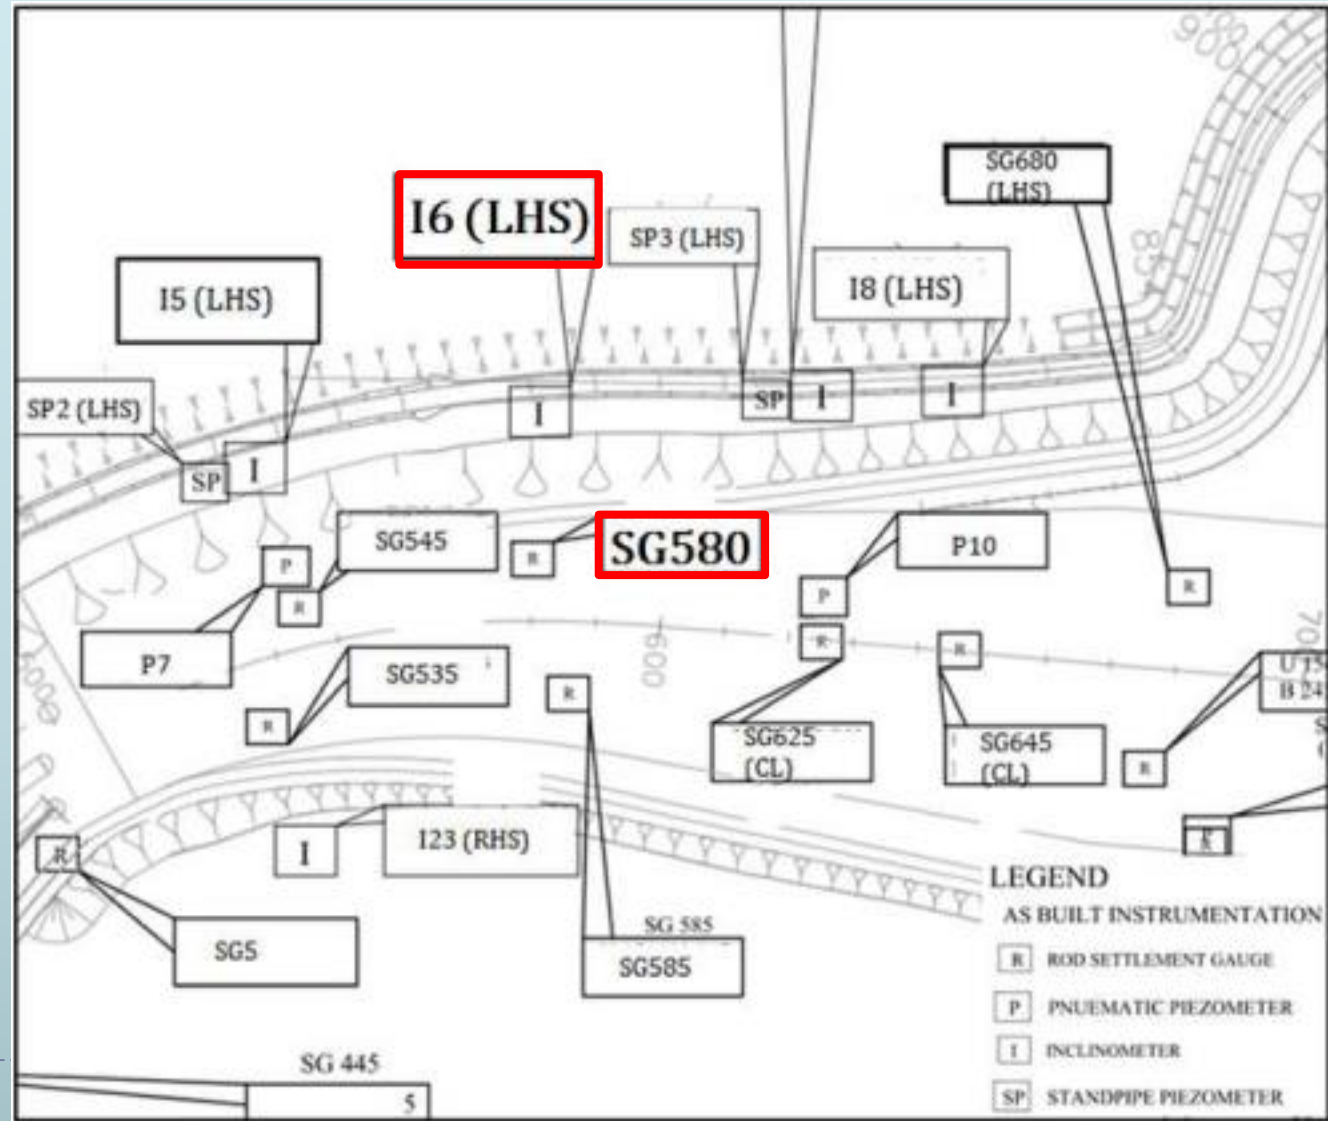 900
SG680
(LHS)
I6 (LHS)
SP3 (LHS)
I5 (LHS)
I8 (LHS)
SP2 (LHS)
I
SP
I
I
SP
I
SG545
SG580
P10
R
P
R
P
R
R
R
P7
600
SG535
R
R
SG625
(CL)
SG645
(CL)
R
R
I
I23 (RHS)
R
SG 585
SG585
SG5
LEGEND
AS BUILT INSTRUMENTATION
R ROD SETTLEMENT GAUGE
P PNUEMATIC PIEZOMETER
I INCLINOMETER
SP STANDPIPE PIEZOMETER
SG 445
5